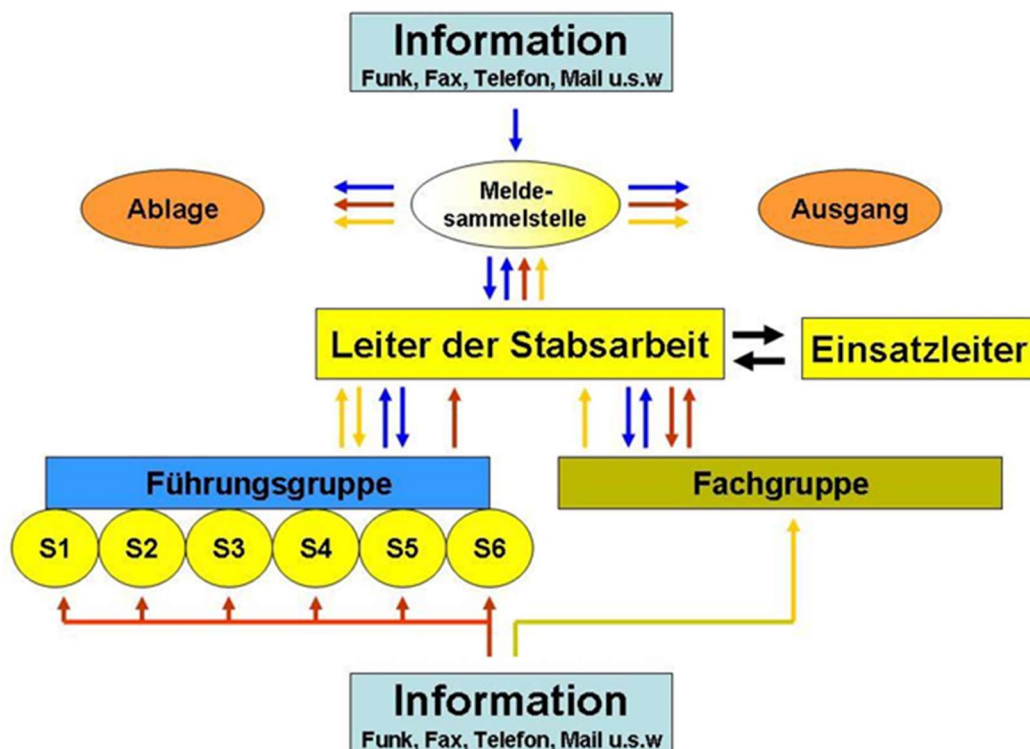 Information
Funk, Fax, Telefon, Mail u.s.w
Ablage
Melde-
sammelstelle
Ausgang
Leiter der Stabsarbeit
Einsatzleiter
Führungsgruppe
Fachgruppe
S1 S2 S3 S4 S5 S6
Information
Funk, Fax, Telefon, Mail u.s.w